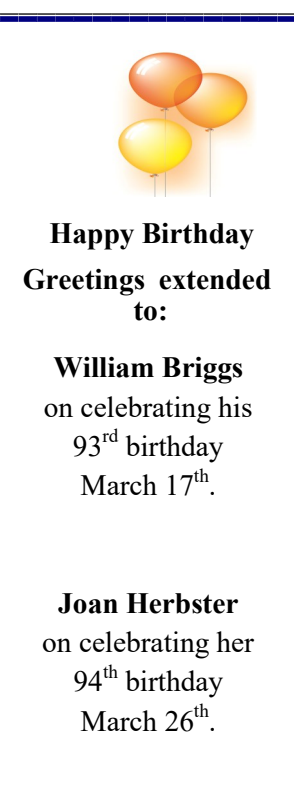 Happy Birthday
Greetings extended
to:
William Briggs
on celebrating his
93rd birthday
March 17th.
Joan Herbster
on celebrating her
94th birthday
March 26th.